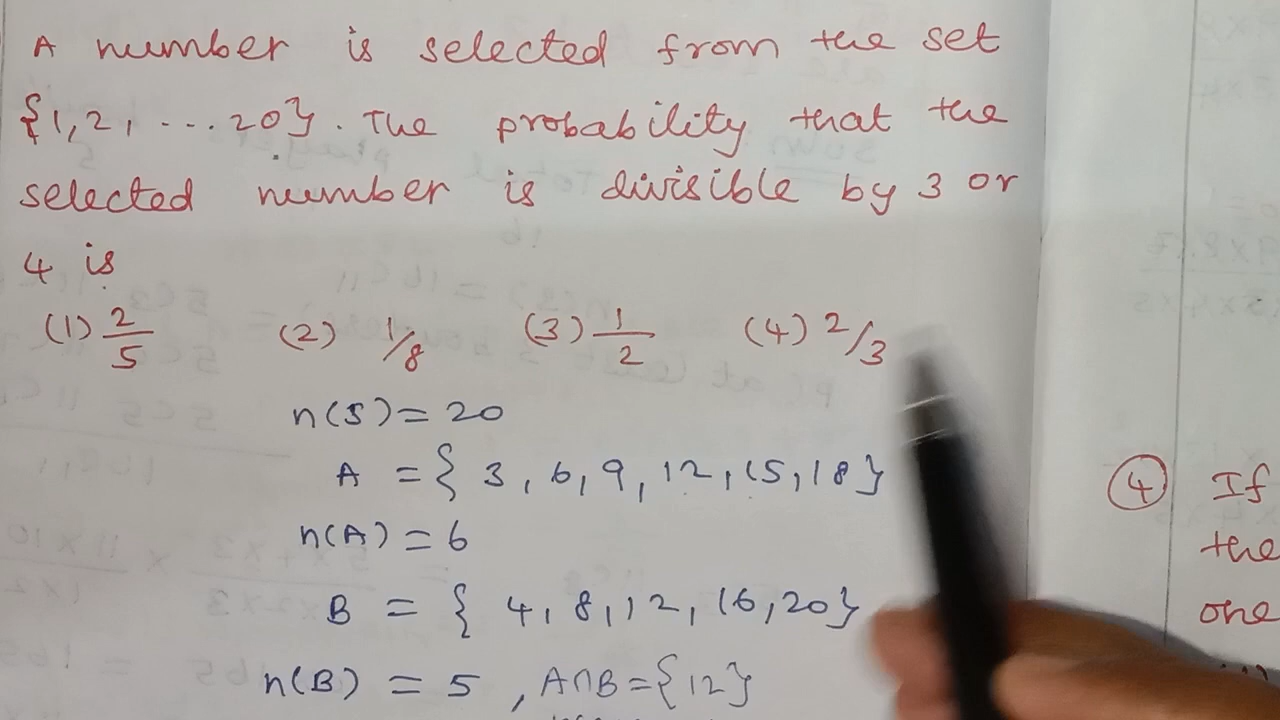 A number is selected from the set
{1,2, ...20}. The probability that the
selected number is divisible by 3 or
4 is
(1) 2/5 (2) 1/8 (3) 1/2 (4) 2/3
n(S) = 20
A = { 3, 6, 9, 12, 15, 18}
n(A) = 6
B = { 4, 8, 12, 16, 20}
n(B) = 5 , A∩B = {12}
④ If
the
one